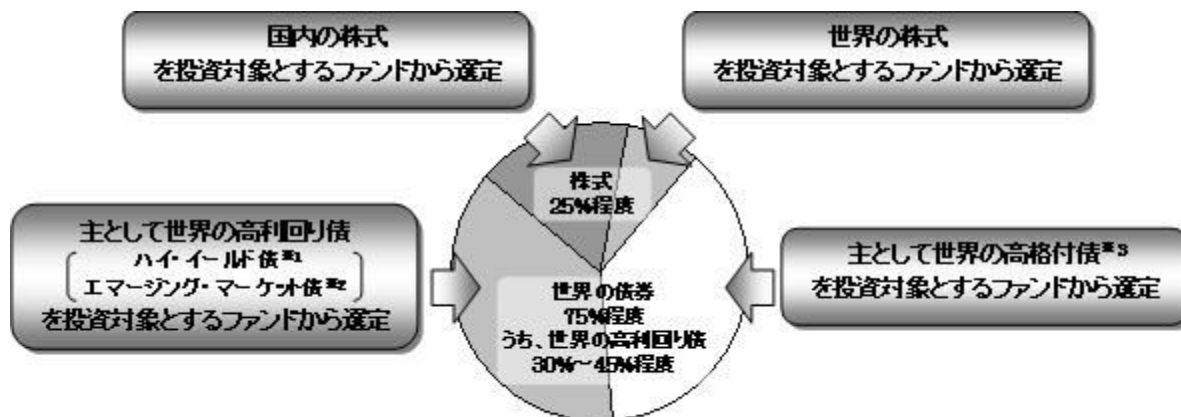 国内の株式
を投資対象とするファンドから選定
世界の株式
を投資対象とするファンドから選定
株式
25%程度
主として世界の高利回り債
ハイ・イールド債※1
エマージング・マーケット債※2
を投資対象とするファンドから選定
世界の債券
75%程度
うち、世界の高利回り債
30%～45%程度
主として世界の高格付債※3
を投資対象とするファンドから選定